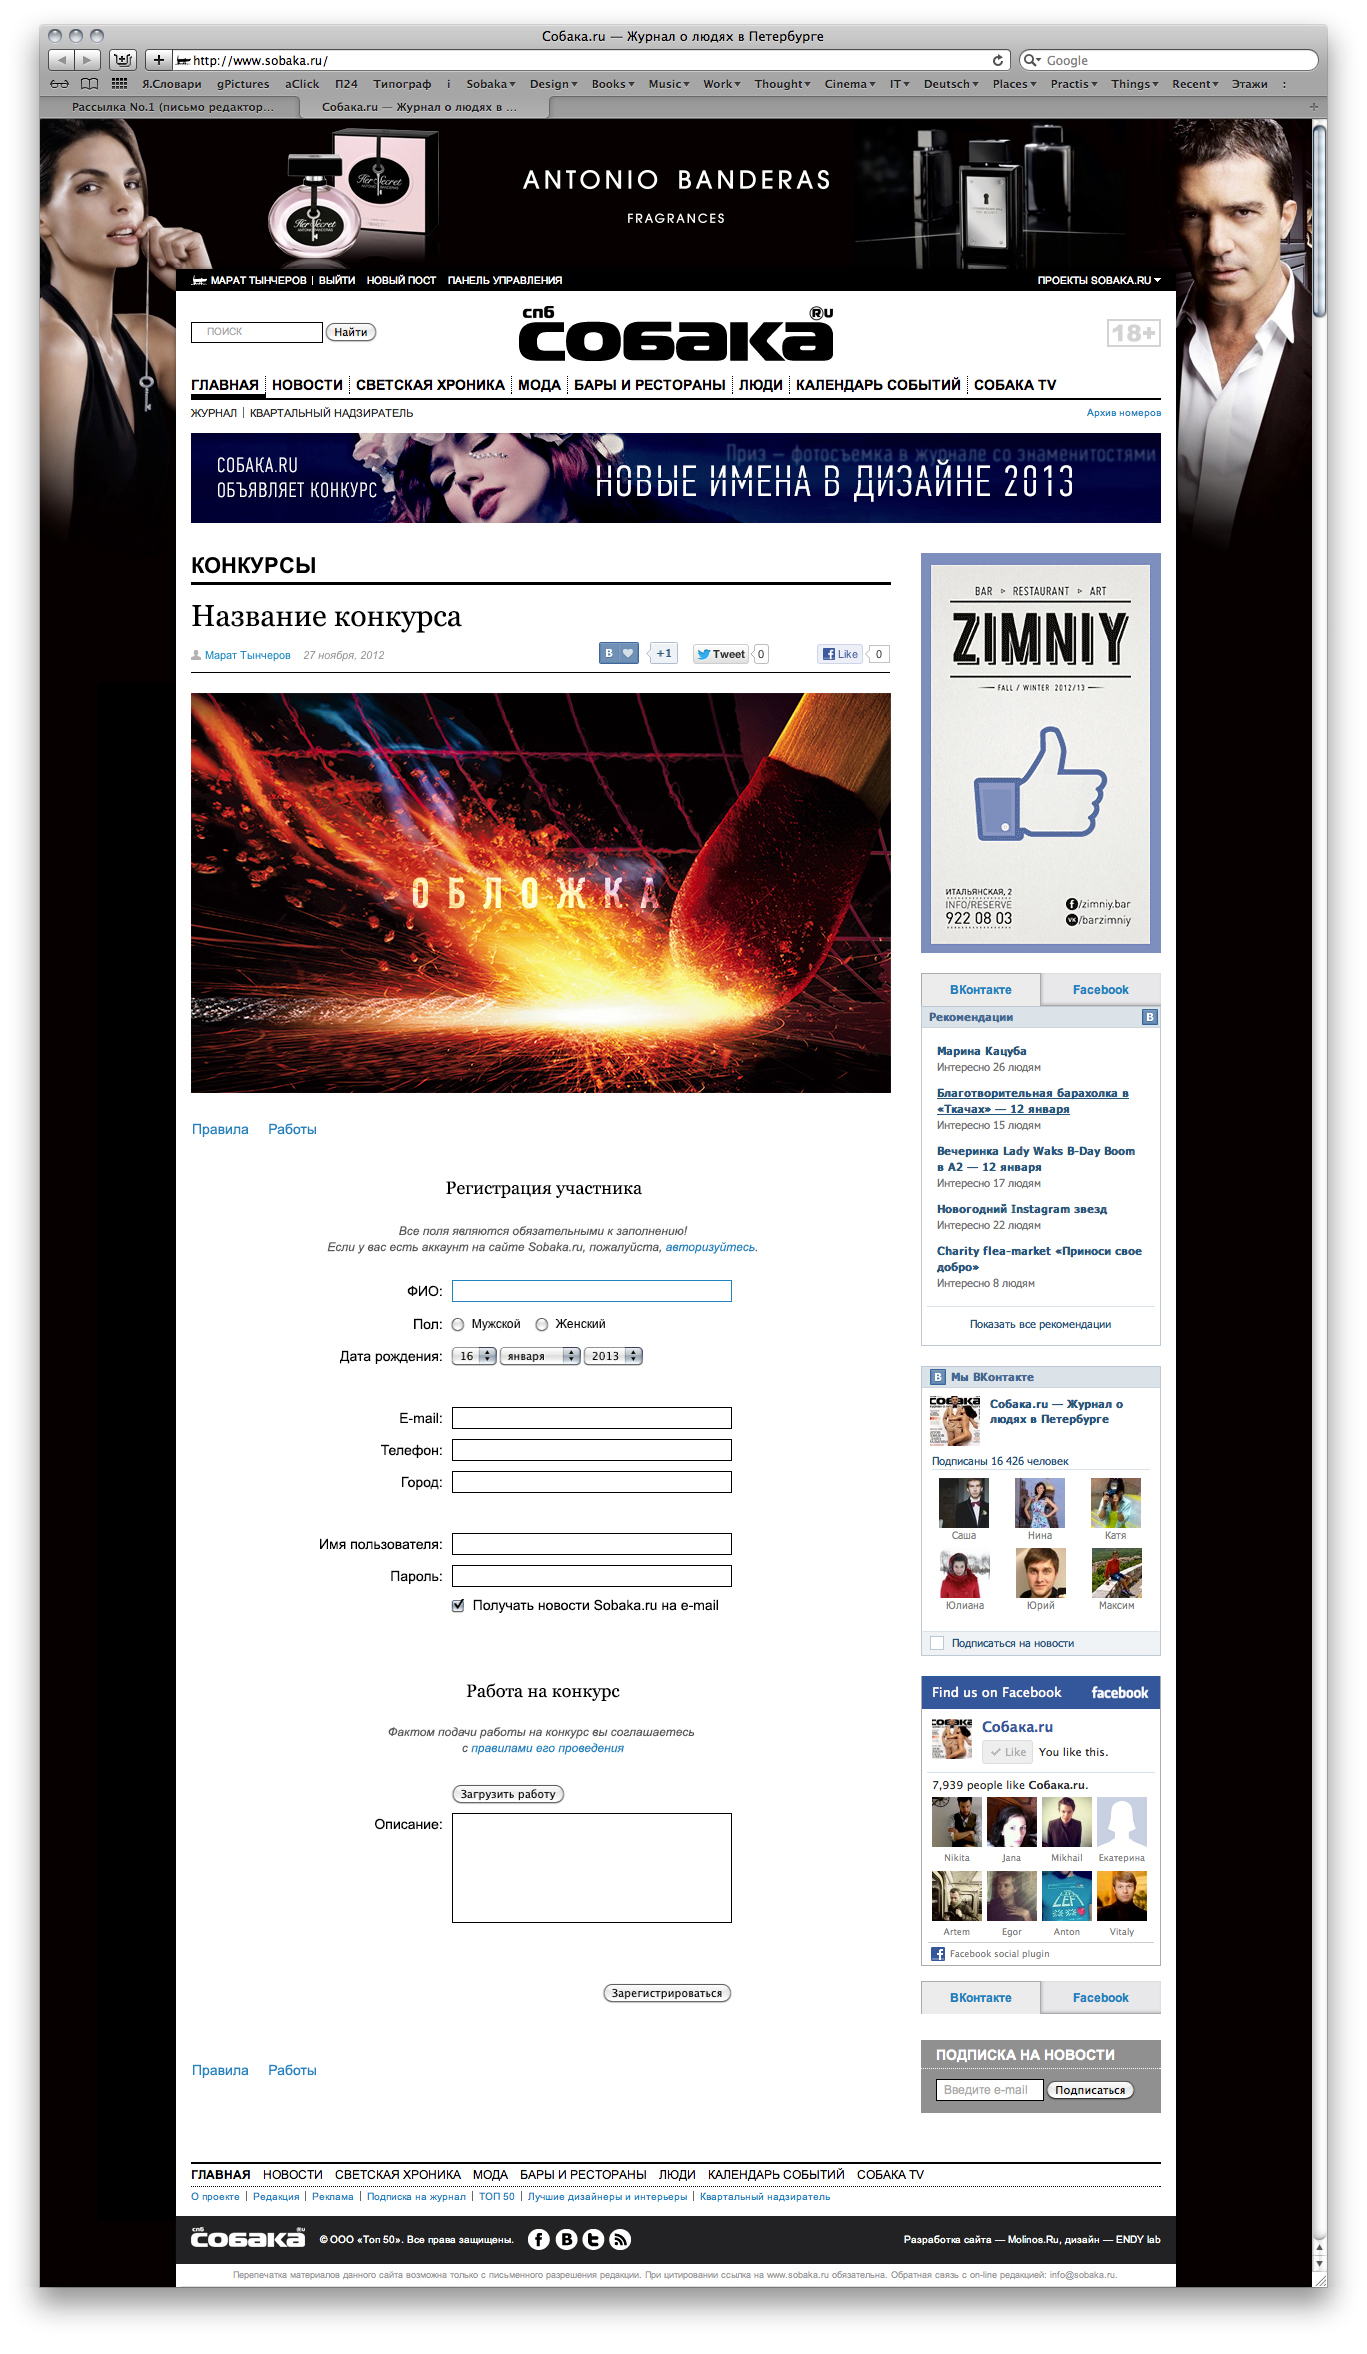 Собака.ru — Журнал о людях в Петербурге
http://www.sobaka.ru/
Google
Я.Словари gPictures aClick П24 Типограф i Sobaka Design Books Music Work Thought Cinema IT Deutsch Places Practis Things Recent Этажи :
Рассылка No.1 (письмо редактор...
Собака.ru — Журнал о людях в ...
Her Secret
Her Secret
ANTONIO BANDERAS
FRAGRANCES
МАРАТ ТЫНЧЕРОВ | ВЫЙТИ НОВЫЙ ПОСТ ПАНЕЛЬ УПРАВЛЕНИЯ
ПРОЕКТЫ SOBAKA.RU
ПОИСК
Найти
спб собака ®u
18+
ГЛАВНАЯ НОВОСТИ СВЕТСКАЯ ХРОНИКА МОДА БАРЫ И РЕСТОРАНЫ ЛЮДИ КАЛЕНДАРЬ СОБЫТИЙ СОБАКА TV
ЖУРНАЛ | КВАРТАЛЬНЫЙ НАДЗИРАТЕЛЬ
Архив номеров
СОБАКА.RU
ОБЪЯВЛЯЕТ КОНКУРС
Приз – фотосъемка в журнале со знаменитостями
НОВЫЕ ИМЕНА В ДИЗАЙНЕ 2013
КОНКУРСЫ
Название конкурса
Марат Тынчеров 27 ноября, 2012
В +1
Tweet 0
Like 0
ОБЛОЖКА
Правила Работы
Регистрация участника
Все поля являются обязательными к заполнению!
Если у вас есть аккаунт на сайте Sobaka.ru, пожалуйста, авторизуйтесь.
ФИО:
Пол: Мужской Женский
Дата рождения: 16 января 2013
E-mail:
Телефон:
Город:
Имя пользователя:
Пароль:
Получать новости Sobaka.ru на e-mail
Работа на конкурс
Фактом подачи работы на конкурс вы соглашаетесь
с правилами его проведения
Загрузить работу
Описание:
Зарегистрироваться
Правила Работы
BAR RESTAURANT ART
ZIMNIY
FALL / WINTER 2012/13
ИТАЛЬЯНСКАЯ, 2
INFO/RESERVE
922 08 03
/zimniy.bar
/barzimniy
ВКонтакте Facebook
Рекомендации В
Марина Кацуба
Интересно 26 людям
Благотворительная барахолка в
«Ткачах» — 12 января
Интересно 15 людям
Вечеринка Lady Waks B-Day Boom
в А2 — 12 января
Интересно 17 людям
Новогодний Instagram звезд
Интересно 22 людям
Charity flea-market «Приноси свое
добро»
Интересно 8 людям
Показать все рекомендации
В Мы ВКонтакте
Собака.ru — Журнал о
людях в Петербурге
Подписаны 16 426 человек
Саша Нина Катя
Юлиана Юрий Максим
Подписаться на новости
Find us on Facebook facebook
Собака.ru
Like You like this.
7,939 people like Собака.ru.
Nikita Jana Mikhail Екатерина
Artem Egor Anton Vitaly
Facebook social plugin
ВКонтакте Facebook
ПОДПИСКА НА НОВОСТИ
Введите e-mail Подписаться
ГЛАВНАЯ НОВОСТИ СВЕТСКАЯ ХРОНИКА МОДА БАРЫ И РЕСТОРАНЫ ЛЮДИ КАЛЕНДАРЬ СОБЫТИЙ СОБАКА TV
О проекте | Редакция | Реклама | Подписка на журнал | ТОП 50 | Лучшие дизайнеры и интерьеры | Квартальный надзиратель
спб собака ®u © ООО «Топ 50». Все права защищены.
Разработка сайта — Molinos.Ru, дизайн — ENDY lab
Перепечатка материалов данного сайта возможна только с письменного разрешения редакции. При цитировании ссылка на www.sobaka.ru обязательна. Обратная связь с on-line редакцией: info@sobaka.ru.